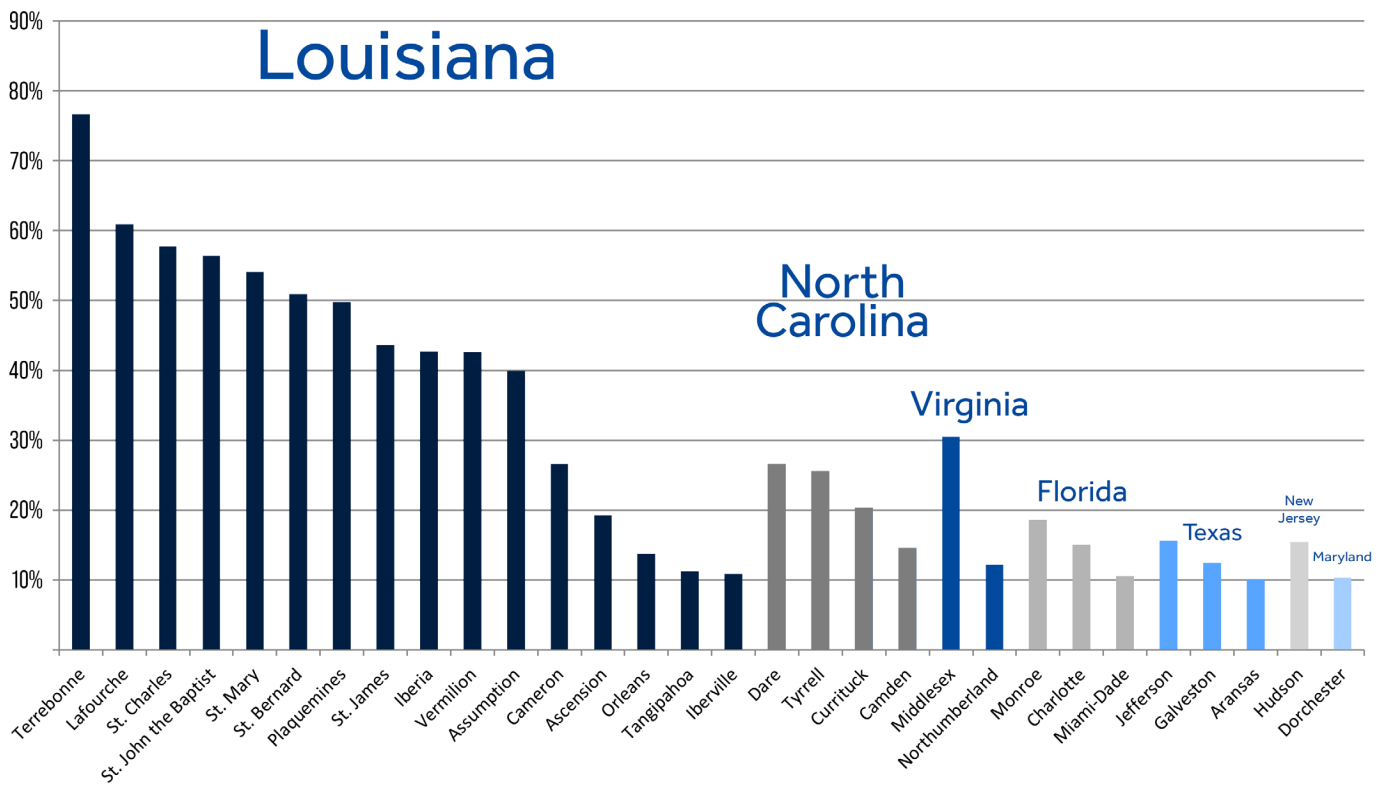 90%
80%
70%
60%
50%
40%
30%
20%
10%
Louisiana
North
Carolina
Virginia
Florida
Texas
New
Jersey
Maryland
Terrebonne
Lafourche
St. Charles
St. John the Baptist
St. Mary
St. Bernard
Plaquemines
St. James
Iberia
Vermilion
Assumption
Cameron
Ascension
Orleans
Tangipahoa
Iberville
Dare
Tyrrell
Currituck
Camden
Middlesex
Northumberland
Monroe
Charlotte
Miami-Dade
Jefferson
Galveston
Aransas
Hudson
Dorchester